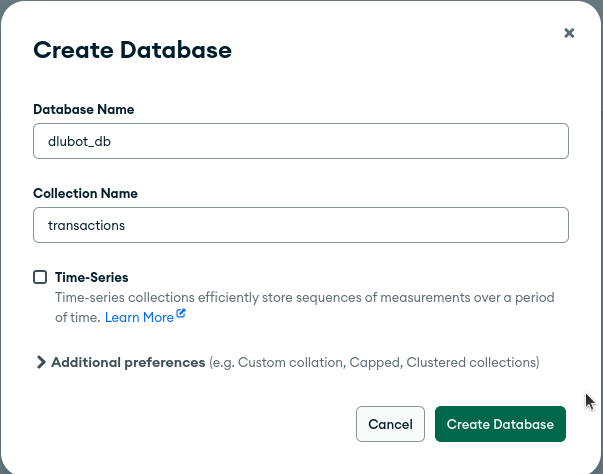 Create Database
Database Name
dlubot_db
Collection Name
transactions
Time-Series
Time-series collections efficiently store sequences of measurements over a period
of time. Learn More
Additional preferences (e.g. Custom collation, Capped, Clustered collections)
Cancel
Create Database